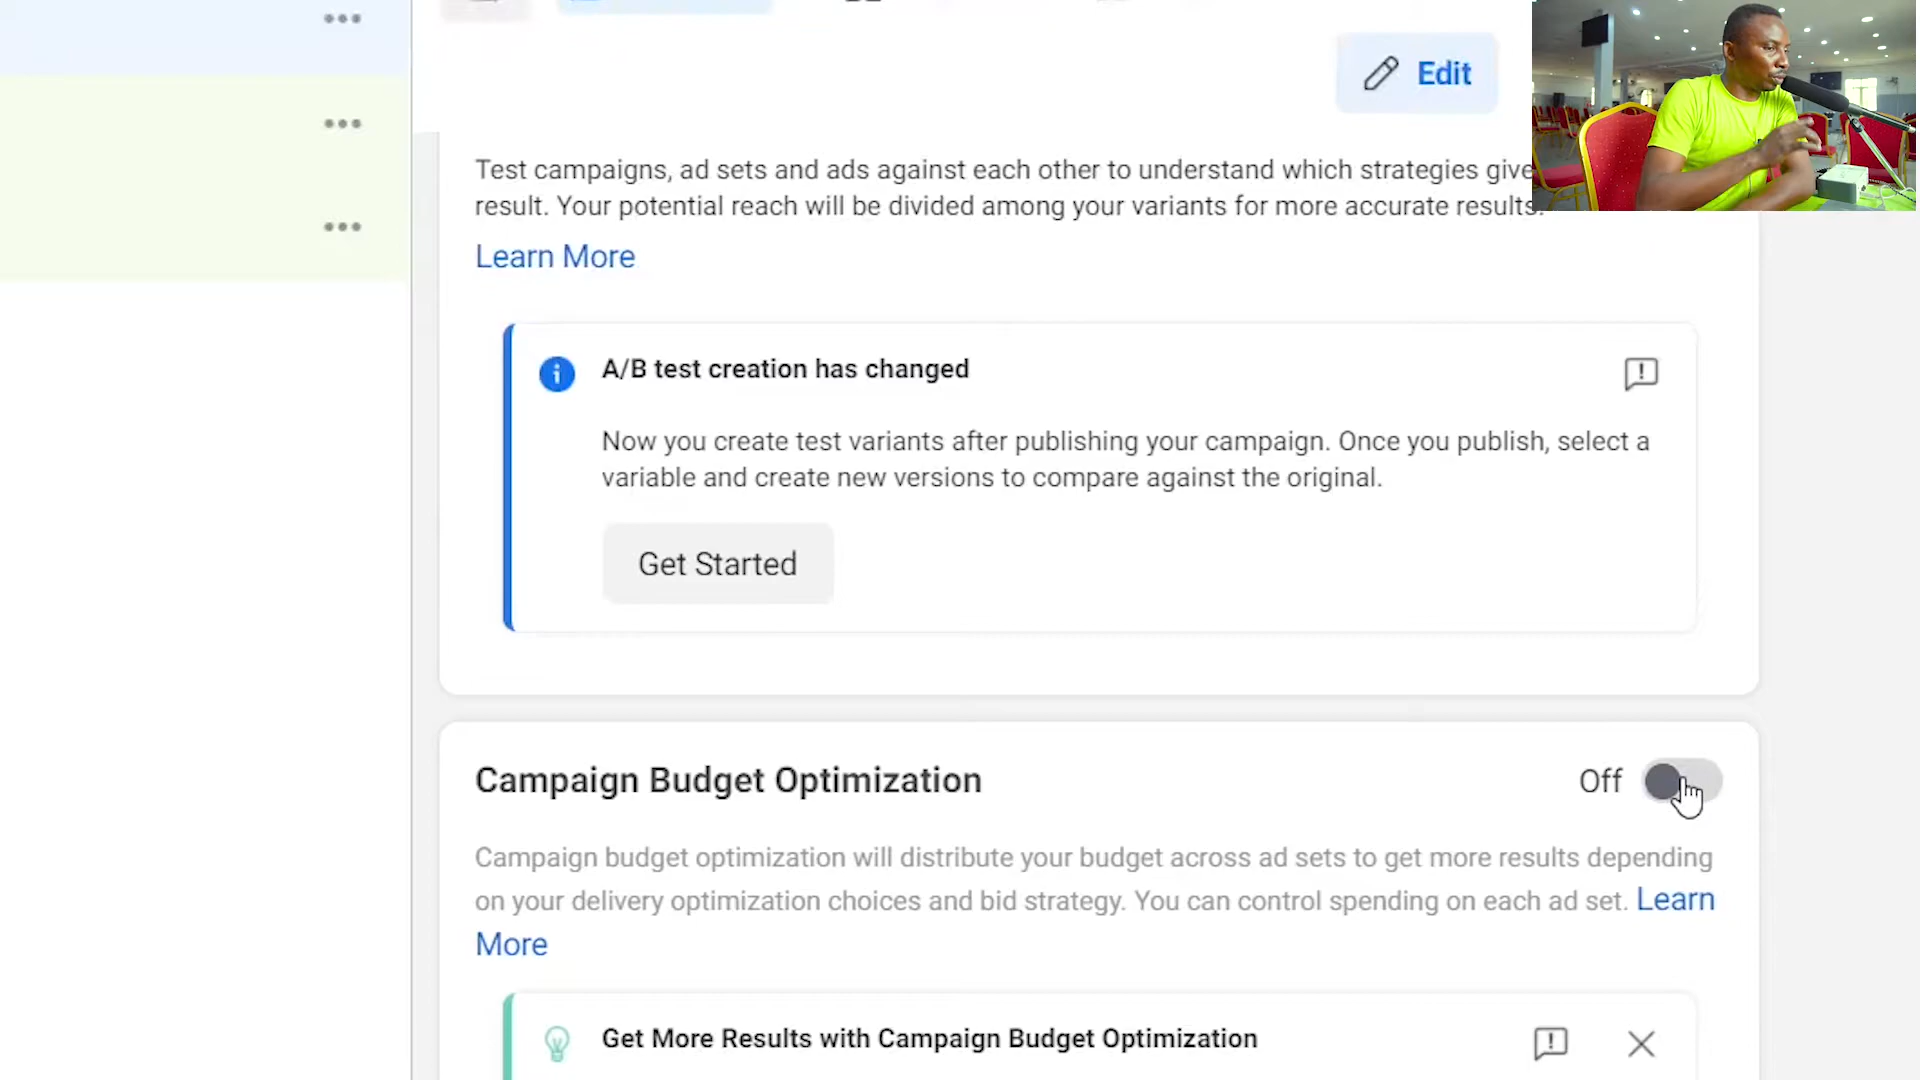 Edit
Test campaigns, ad sets and ads against each other to understand which strategies give
result. Your potential reach will be divided among your variants for more accurate results.
Learn More
A/B test creation has changed
Now you create test variants after publishing your campaign. Once you publish, select a
variable and create new versions to compare against the original.
Get Started
Campaign Budget Optimization
Off
Campaign budget optimization will distribute your budget across ad sets to get more results depending
on your delivery optimization choices and bid strategy. You can control spending on each ad set. Learn
More
Get More Results with Campaign Budget Optimization